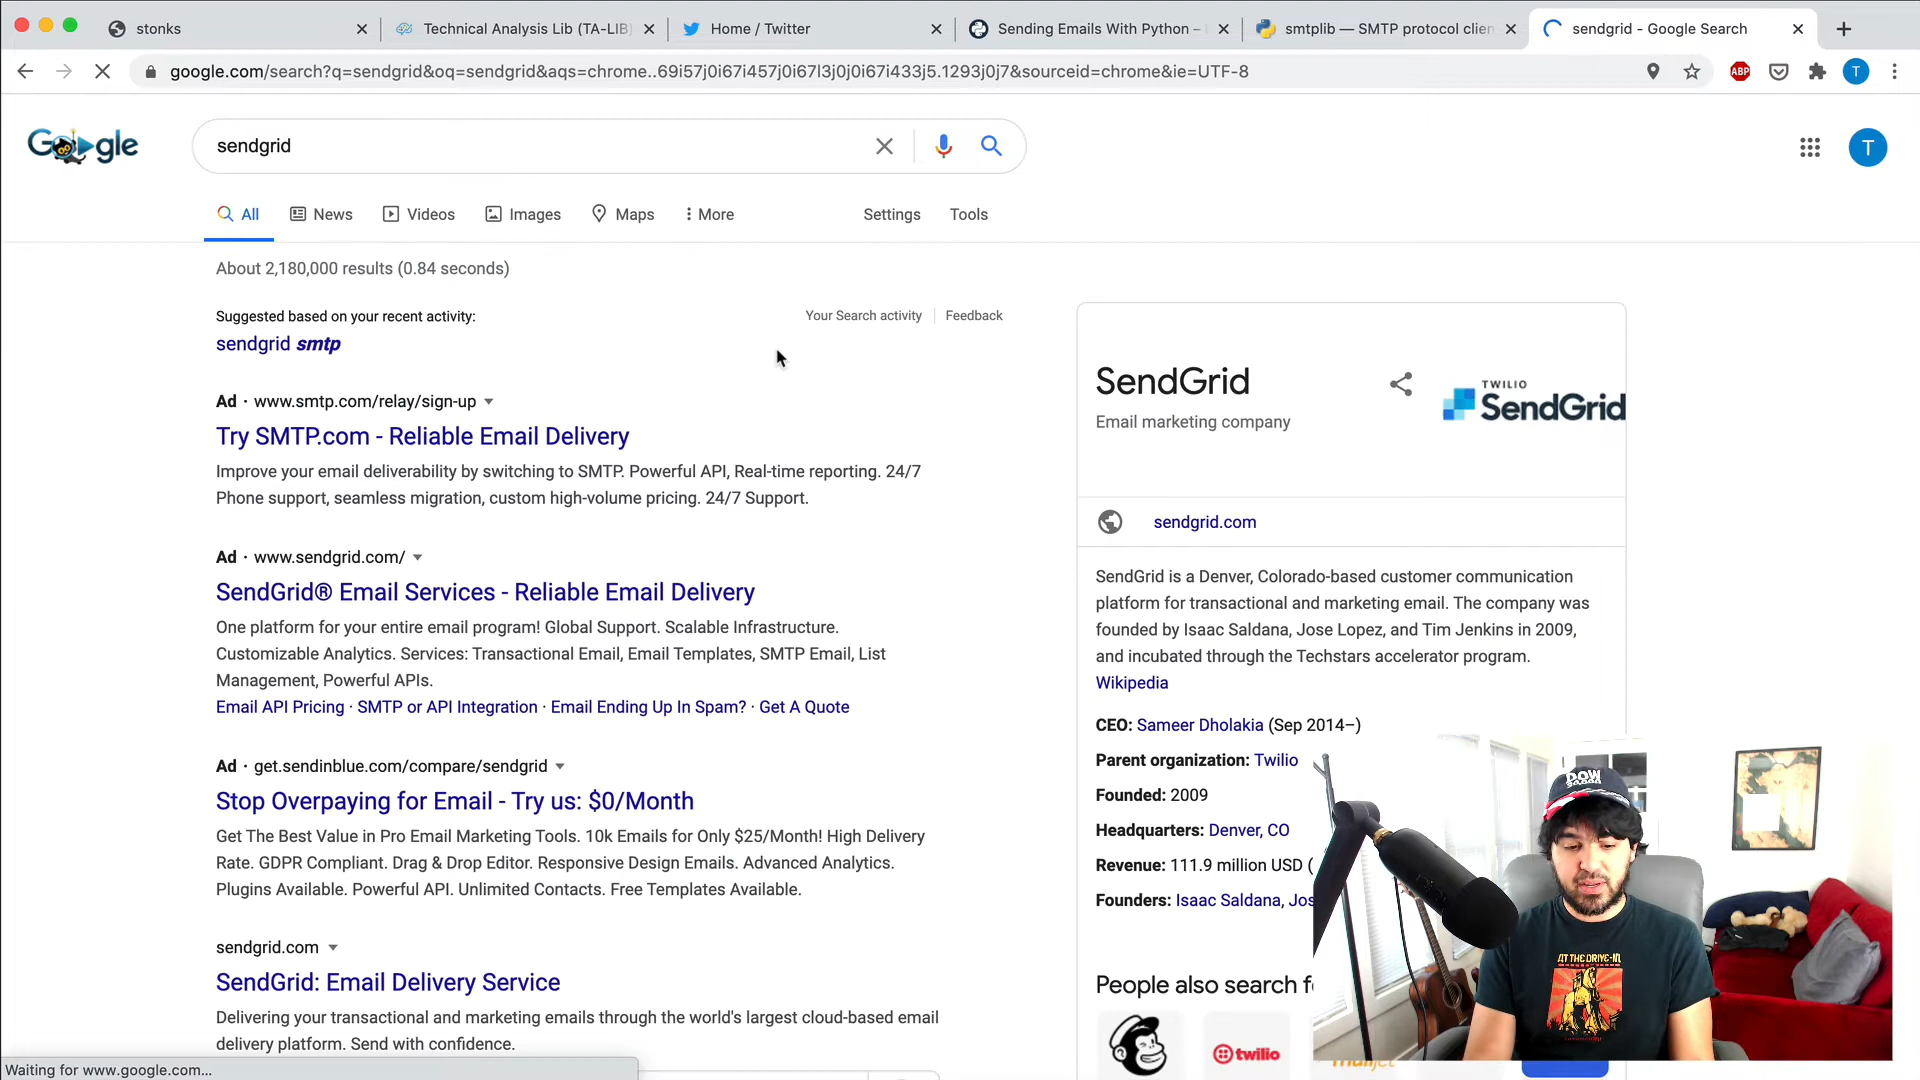 stonks
Technical Analysis Lib (TA-LIB)
Home / Twitter
Sending Emails With Python –
smtplib — SMTP protocol clien
sendgrid - Google Search
google.com/search?q=sendgrid&oq=sendgrid&aqs=chrome..69i57j0i67i457j0i67l3j0j0i67i433j5.1293j0j7&sourceid=chrome&ie=UTF-8
ABP
T
Google
sendgrid
T
All
News
Videos
Images
Maps
More
Settings
Tools
About 2,180,000 results (0.84 seconds)
Suggested based on your recent activity:
Your Search activity
Feedback
sendgrid smtp
Ad · www.smtp.com/relay/sign-up
Try SMTP.com - Reliable Email Delivery
Improve your email deliverability by switching to SMTP. Powerful API, Real-time reporting. 24/7
Phone support, seamless migration, custom high-volume pricing. 24/7 Support.
Ad · www.sendgrid.com/
SendGrid® Email Services - Reliable Email Delivery
One platform for your entire email program! Global Support. Scalable Infrastructure.
Customizable Analytics. Services: Transactional Email, Email Templates, SMTP Email, List
Management, Powerful APIs.
Email API Pricing · SMTP or API Integration · Email Ending Up In Spam? · Get A Quote
Ad · get.sendinblue.com/compare/sendgrid
Stop Overpaying for Email - Try us: $0/Month
Get The Best Value in Pro Email Marketing Tools. 10k Emails for Only $25/Month! High Delivery
Rate. GDPR Compliant. Drag & Drop Editor. Responsive Design Emails. Advanced Analytics.
Plugins Available. Powerful API. Unlimited Contacts. Free Templates Available.
sendgrid.com
SendGrid: Email Delivery Service
Delivering your transactional and marketing emails through the world's largest cloud-based email
delivery platform. Send with confidence.
Waiting for www.google.com...
SendGrid
Email marketing company
TWILIO
SendGrid
sendgrid.com
SendGrid is a Denver, Colorado-based customer communication
platform for transactional and marketing email. The company was
founded by Isaac Saldana, Jose Lopez, and Tim Jenkins in 2009,
and incubated through the Techstars accelerator program.
Wikipedia
CEO: Sameer Dholakia (Sep 2014–)
Parent organization: Twilio
Founded: 2009
Headquarters: Denver, CO
Revenue: 111.9 million USD (
Founders: Isaac Saldana, Jos
People also search f
twilio
DOW
AT THE DRIVE-IN